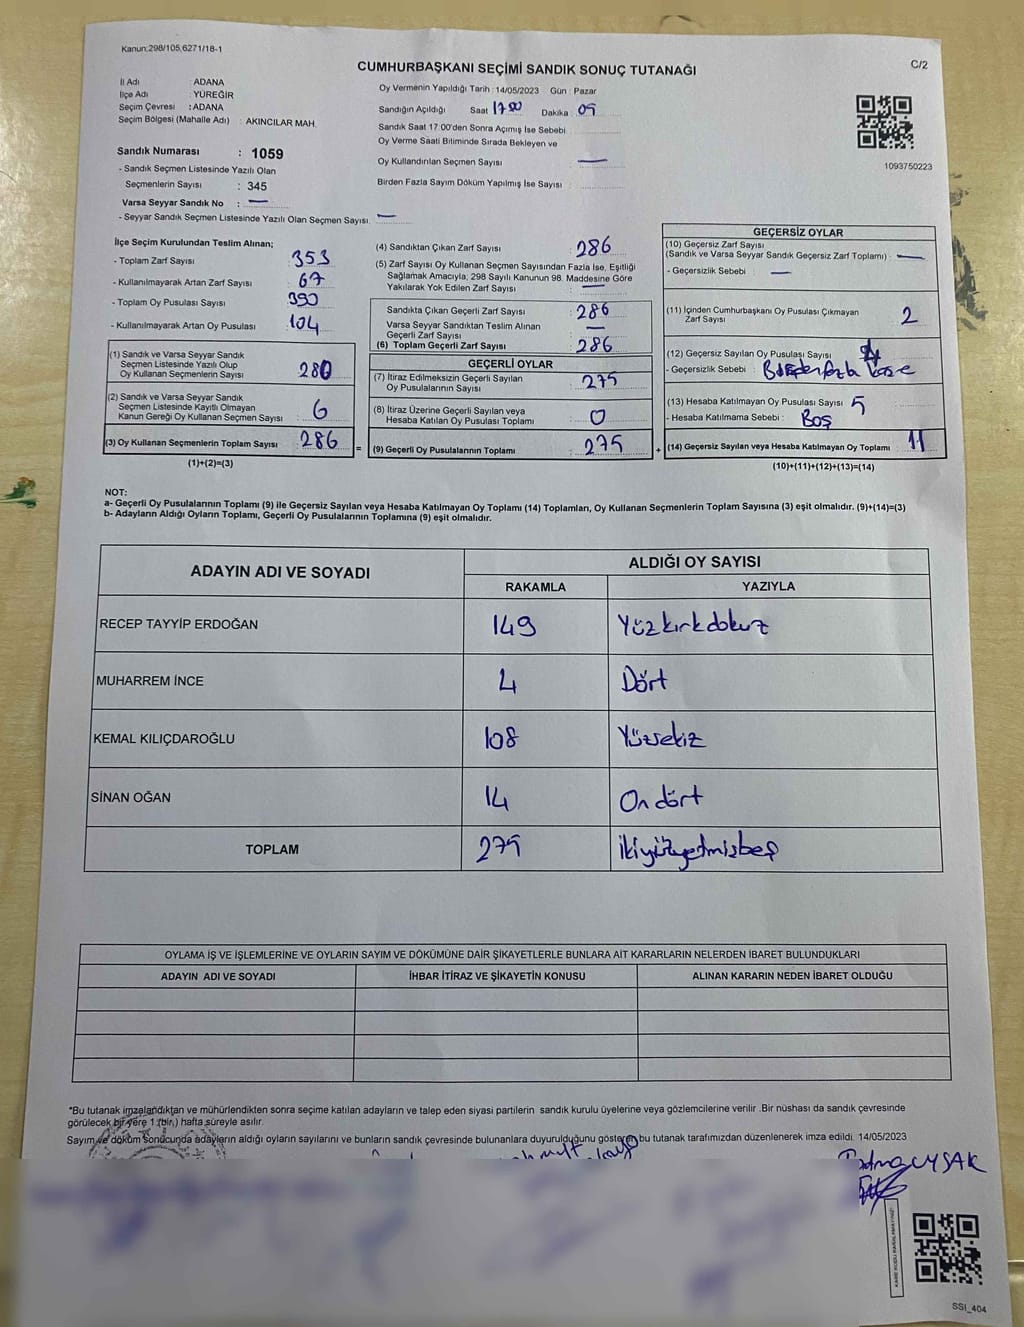 Kanun:298/105,6271/18-1
C/2
CUMHURBAŞKANI SEÇİMİ SANDIK SONUÇ TUTANAĞI
İl Adı : ADANA
İlçe Adı : YÜREĞİR
Seçim Çevresi : ADANA
Seçim Bölgesi (Mahalle Adı) : AKINCILAR MAH.
Oy Vermenin Yapıldığı Tarih : 14/05/2023 Gün : Pazar
Sandığın Açıldığı Saat 17 00 Dakika : 05
Sandık Saat 17:00'den Sonra Açımış İse Sebebi
Oy Verme Saati Bitiminde Sırada Bekleyen ve
Oy Kullandırılan Seçmen Sayısı : —
Birden Fazla Sayım Döküm Yapılmış İse Sayısı :
1093750223
Sandık Numarası : 1059
- Sandık Seçmen Listesinde Yazılı Olan
Seçmenlerin Sayısı : 345
Varsa Seyyar Sandık No : —
- Seyyar Sandık Seçmen Listesinde Yazılı Olan Seçmen Sayısı. —
İlçe Seçim Kurulundan Teslim Alınan;
- Toplam Zarf Sayısı : 353
- Kullanılmayarak Artan Zarf Sayısı : 67
- Toplam Oy Pusulası Sayısı : 390
- Kullanılmayarak Artan Oy Pusulası : 104
(1) Sandık ve Varsa Seyyar Sandık
Seçmen Listesinde Yazılı Olup
Oy Kullanan Seçmenlerin Sayısı : 280
(2) Sandık ve Varsa Seyyar Sandık
Seçmen Listesinde Kayıtlı Olmayan
Kanun Gereği Oy Kullanan Seçmen Sayısı : 6
(3) Oy Kullanan Seçmenlerin Toplam Sayısı : 286
(1)+(2)=(3)
=
(4) Sandıktan Çıkan Zarf Sayısı : 286
(5) Zarf Sayısı Oy Kullanan Seçmen Sayısından Fazla İse, Eşitliği
Sağlamak Amacıyla; 298 Sayılı Kanunun 98. Maddesine Göre
Yakılarak Yok Edilen Zarf Sayısı : —
Sandıkta Çıkan Geçerli Zarf Sayısı : 286
Varsa Seyyar Sandıktan Teslim Alınan
Geçerli Zarf Sayısı : —
(6) Toplam Geçerli Zarf Sayısı : 286
GEÇERLİ OYLAR
(7) İtiraz Edilmeksizin Geçerli Sayılan
Oy Pusulalarının Sayısı : 275
(8) İtiraz Üzerine Geçerli Sayılan veya
Hesaba Katılan Oy Pusulası Toplamı : 0
(9) Geçerli Oy Pusulalarının Toplamı : 275
+
GEÇERSİZ OYLAR
(10) Geçersiz Zarf Sayısı
(Sandık ve Varsa Seyyar Sandık Geçersiz Zarf Toplamı) : —
- Geçersizlik Sebebi : —
(11) İçinden Cumhurbaşkanı Oy Pusulası Çıkmayan
Zarf Sayısı : 2
(12) Geçersiz Sayılan Oy Pusulası Sayısı : 4
- Geçersizlik Sebebi : Birden fazla kaşe
(13) Hesaba Katılmayan Oy Pusulası Sayısı : 5
- Hesaba Katılmama Sebebi : Boş
(14) Geçersiz Sayılan veya Hesaba Katılmayan Oy Toplamı : 11
(10)+(11)+(12)+(13)=(14)
NOT:
a- Geçerli Oy Pusulalarının Toplamı (9) ile Geçersiz Sayılan veya Hesaba Katılmayan Oy Toplamı (14) Toplamları, Oy Kullanan Seçmenlerin Toplam Sayısına (3) eşit olmalıdır. (9)+(14)=(3)
b- Adayların Aldığı Oyların Toplamı, Geçerli Oy Pusulalarının Toplamına (9) eşit olmalıdır.
ADAYIN ADI VE SOYADI
ALDIĞI OY SAYISI
RAKAMLA YAZIYLA
RECEP TAYYİP ERDOĞAN 149 Yüzkırkdokuz
MUHARREM İNCE 4 Dört
KEMAL KILIÇDAROĞLU 108 Yüzsekiz
SİNAN OĞAN 14 On dört
TOPLAM 275 ikiyüzyetmişbeş
OYLAMA İŞ VE İŞLEMLERİNE VE OYLARIN SAYIM VE DÖKÜMÜNE DAİR ŞİKAYETLERLE BUNLARA AİT KARARLARIN NELERDEN İBARET BULUNDUKLARI
ADAYIN ADI VE SOYADI İHBAR İTİRAZ VE ŞİKAYETİN KONUSU ALINAN KARARIN NEDEN İBARET OLDUĞU
*Bu tutanak imzalandıktan ve mühürlendikten sonra seçime katılan adayların ve talep eden siyasi partilerin sandık kurulu üyelerine veya gözlemcilerine verilir .Bir nüshası da sandık çevresinde
görülecek bir yere 1 (bir) hafta süreyle asılır.
Sayım ve döküm sonucunda adayların aldığı oyların sayılarını ve bunların sandık çevresinde bulunanlara duyurulduğunu gösteren bu tutanak tarafımızdan düzenlenerek imza edildi. 14/05/2023
UYSAK
SSI_404